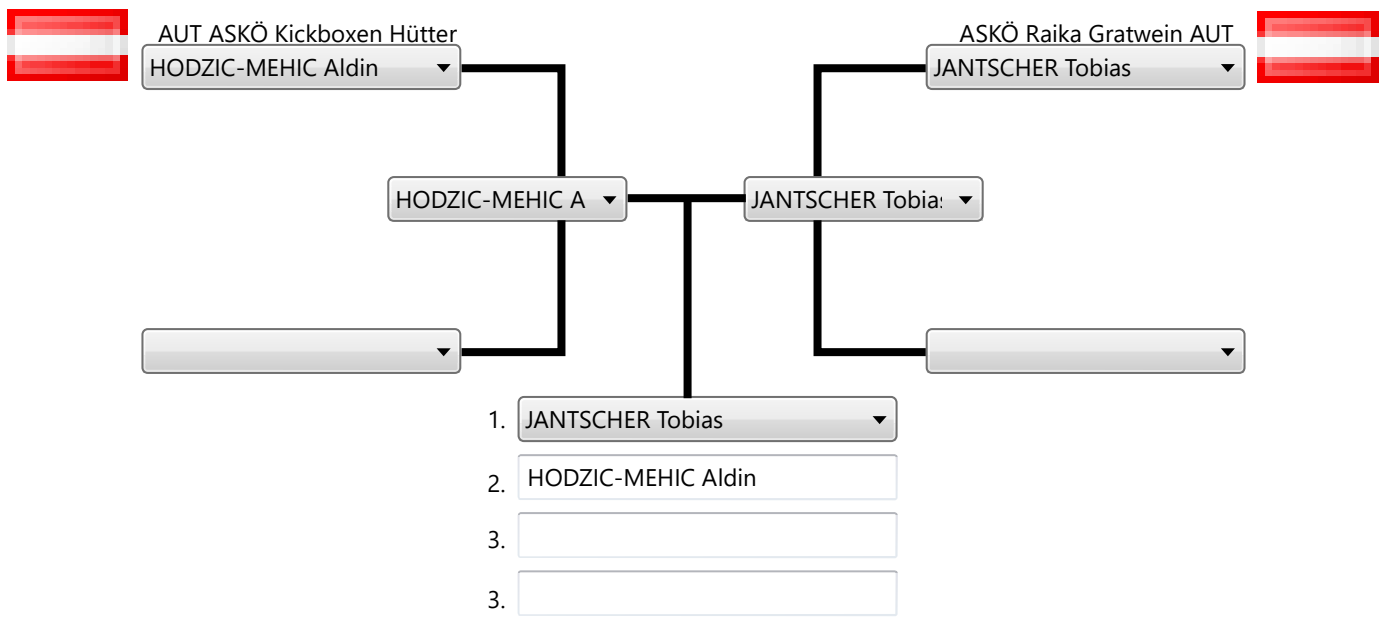 AUT ASKÖ Kickboxen Hütter
HODZIC-MEHIC Aldin
ASKÖ Raika Gratwein AUT
JANTSCHER Tobias
HODZIC-MEHIC A
JANTSCHER Tobia
1. JANTSCHER Tobias
2. HODZIC-MEHIC Aldin
3.
3.